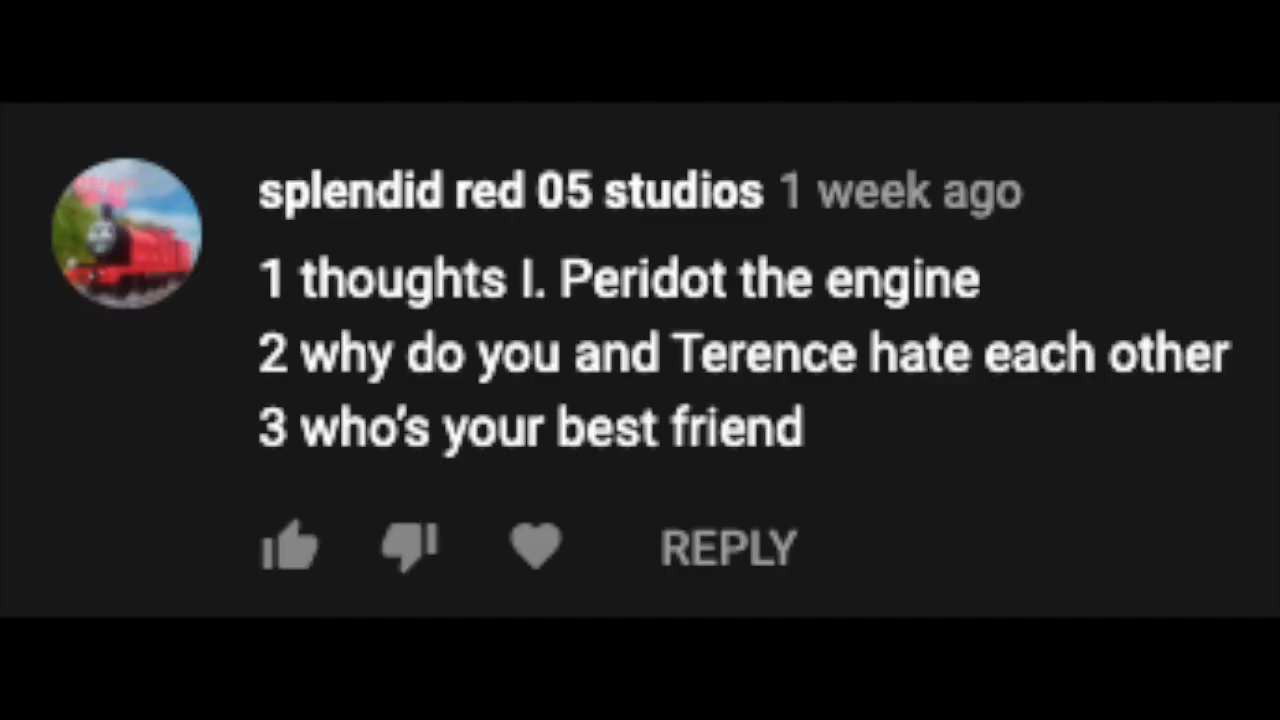 splendid red 05 studios 1 week ago
1 thoughts I. Peridot the engine
2 why do you and Terence hate each other
3 who's your best friend
REPLY